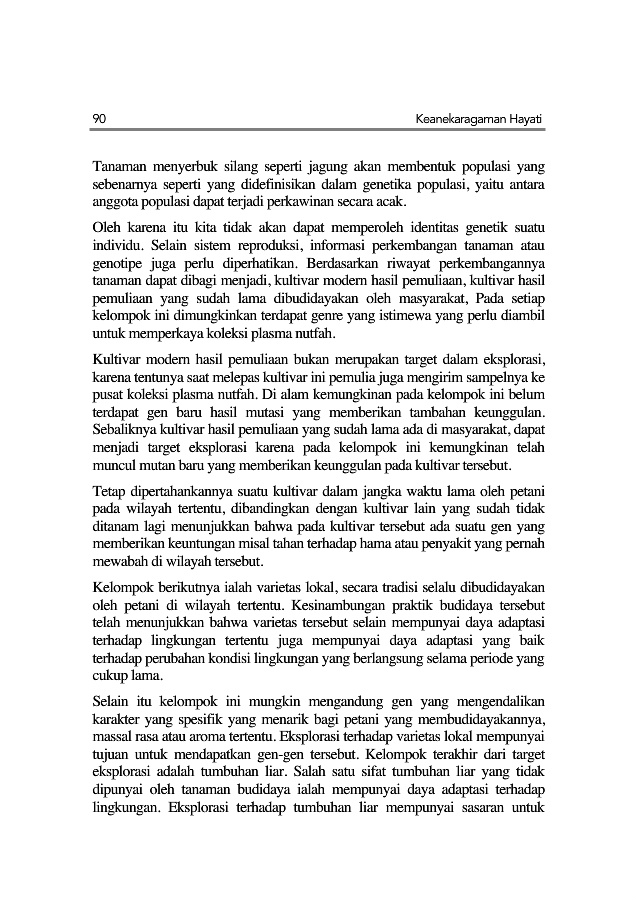 90 Keanekaragaman Hayati
Tanaman menyerbuk silang seperti jagung akan membentuk populasi yang
sebenarnya seperti yang didefinisikan dalam genetika populasi, yaitu antara
anggota populasi dapat terjadi perkawinan secara acak.
Oleh karena itu kita tidak akan dapat memperoleh identitas genetik suatu
individu. Selain sistem reproduksi, informasi perkembangan tanaman atau
genotipe juga perlu diperhatikan. Berdasarkan riwayat perkembangannya
tanaman dapat dibagi menjadi, kultivar modern hasil pemuliaan, kultivar hasil
pemuliaan yang sudah lama dibudidayakan oleh masyarakat, Pada setiap
kelompok ini dimungkinkan terdapat genre yang istimewa yang perlu diambil
untuk memperkaya koleksi plasma nutfah.
Kultivar modern hasil pemuliaan bukan merupakan target dalam eksplorasi,
karena tentunya saat melepas kultivar ini pemulia juga mengirim sampelnya ke
pusat koleksi plasma nutfah. Di alam kemungkinan pada kelompok ini belum
terdapat gen baru hasil mutasi yang memberikan tambahan keunggulan.
Sebaliknya kultivar hasil pemuliaan yang sudah lama ada di masyarakat, dapat
menjadi target eksplorasi karena pada kelompok ini kemungkinan telah
muncul mutan baru yang memberikan keunggulan pada kultivar tersebut.
Tetap dipertahankannya suatu kultivar dalam jangka waktu lama oleh petani
pada wilayah tertentu, dibandingkan dengan kultivar lain yang sudah tidak
ditanam lagi menunjukkan bahwa pada kultivar tersebut ada suatu gen yang
memberikan keuntungan misal tahan terhadap hama atau penyakit yang pernah
mewabah di wilayah tersebut.
Kelompok berikutnya ialah varietas lokal, secara tradisi selalu dibudidayakan
oleh petani di wilayah tertentu. Kesinambungan praktik budidaya tersebut
telah menunjukkan bahwa varietas tersebut selain mempunyai daya adaptasi
terhadap lingkungan tertentu juga mempunyai daya adaptasi yang baik
terhadap perubahan kondisi lingkungan yang berlangsung selama periode yang
cukup lama.
Selain itu kelompok ini mungkin mengandung gen yang mengendalikan
karakter yang spesifik yang menarik bagi petani yang membudidayakannya,
massal rasa atau aroma tertentu. Eksplorasi terhadap varietas lokal mempunyai
tujuan untuk mendapatkan gen-gen tersebut. Kelompok terakhir dari target
eksplorasi adalah tumbuhan liar. Salah satu sifat tumbuhan liar yang tidak
dipunyai oleh tanaman budidaya ialah mempunyai daya adaptasi terhadap
lingkungan. Eksplorasi terhadap tumbuhan liar mempunyai sasaran untuk